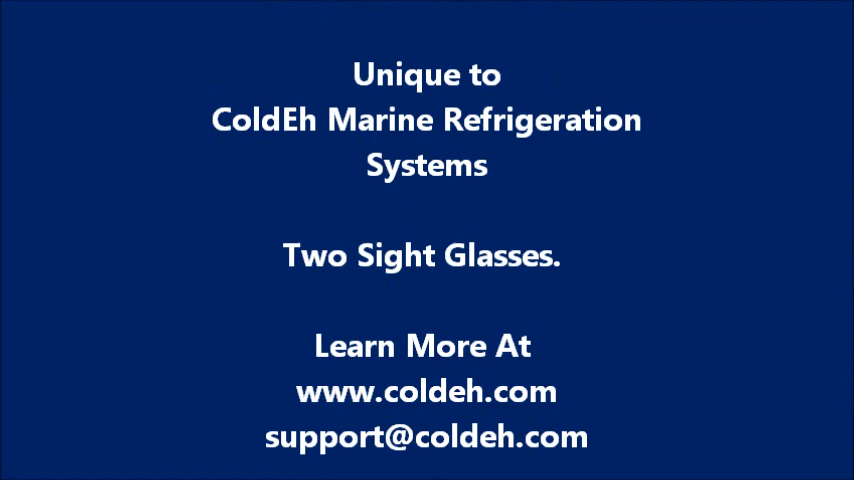 Unique to
ColdEh Marine Refrigeration
Systems
Two Sight Glasses.
Learn More At
www.coldeh.com
support@coldeh.com